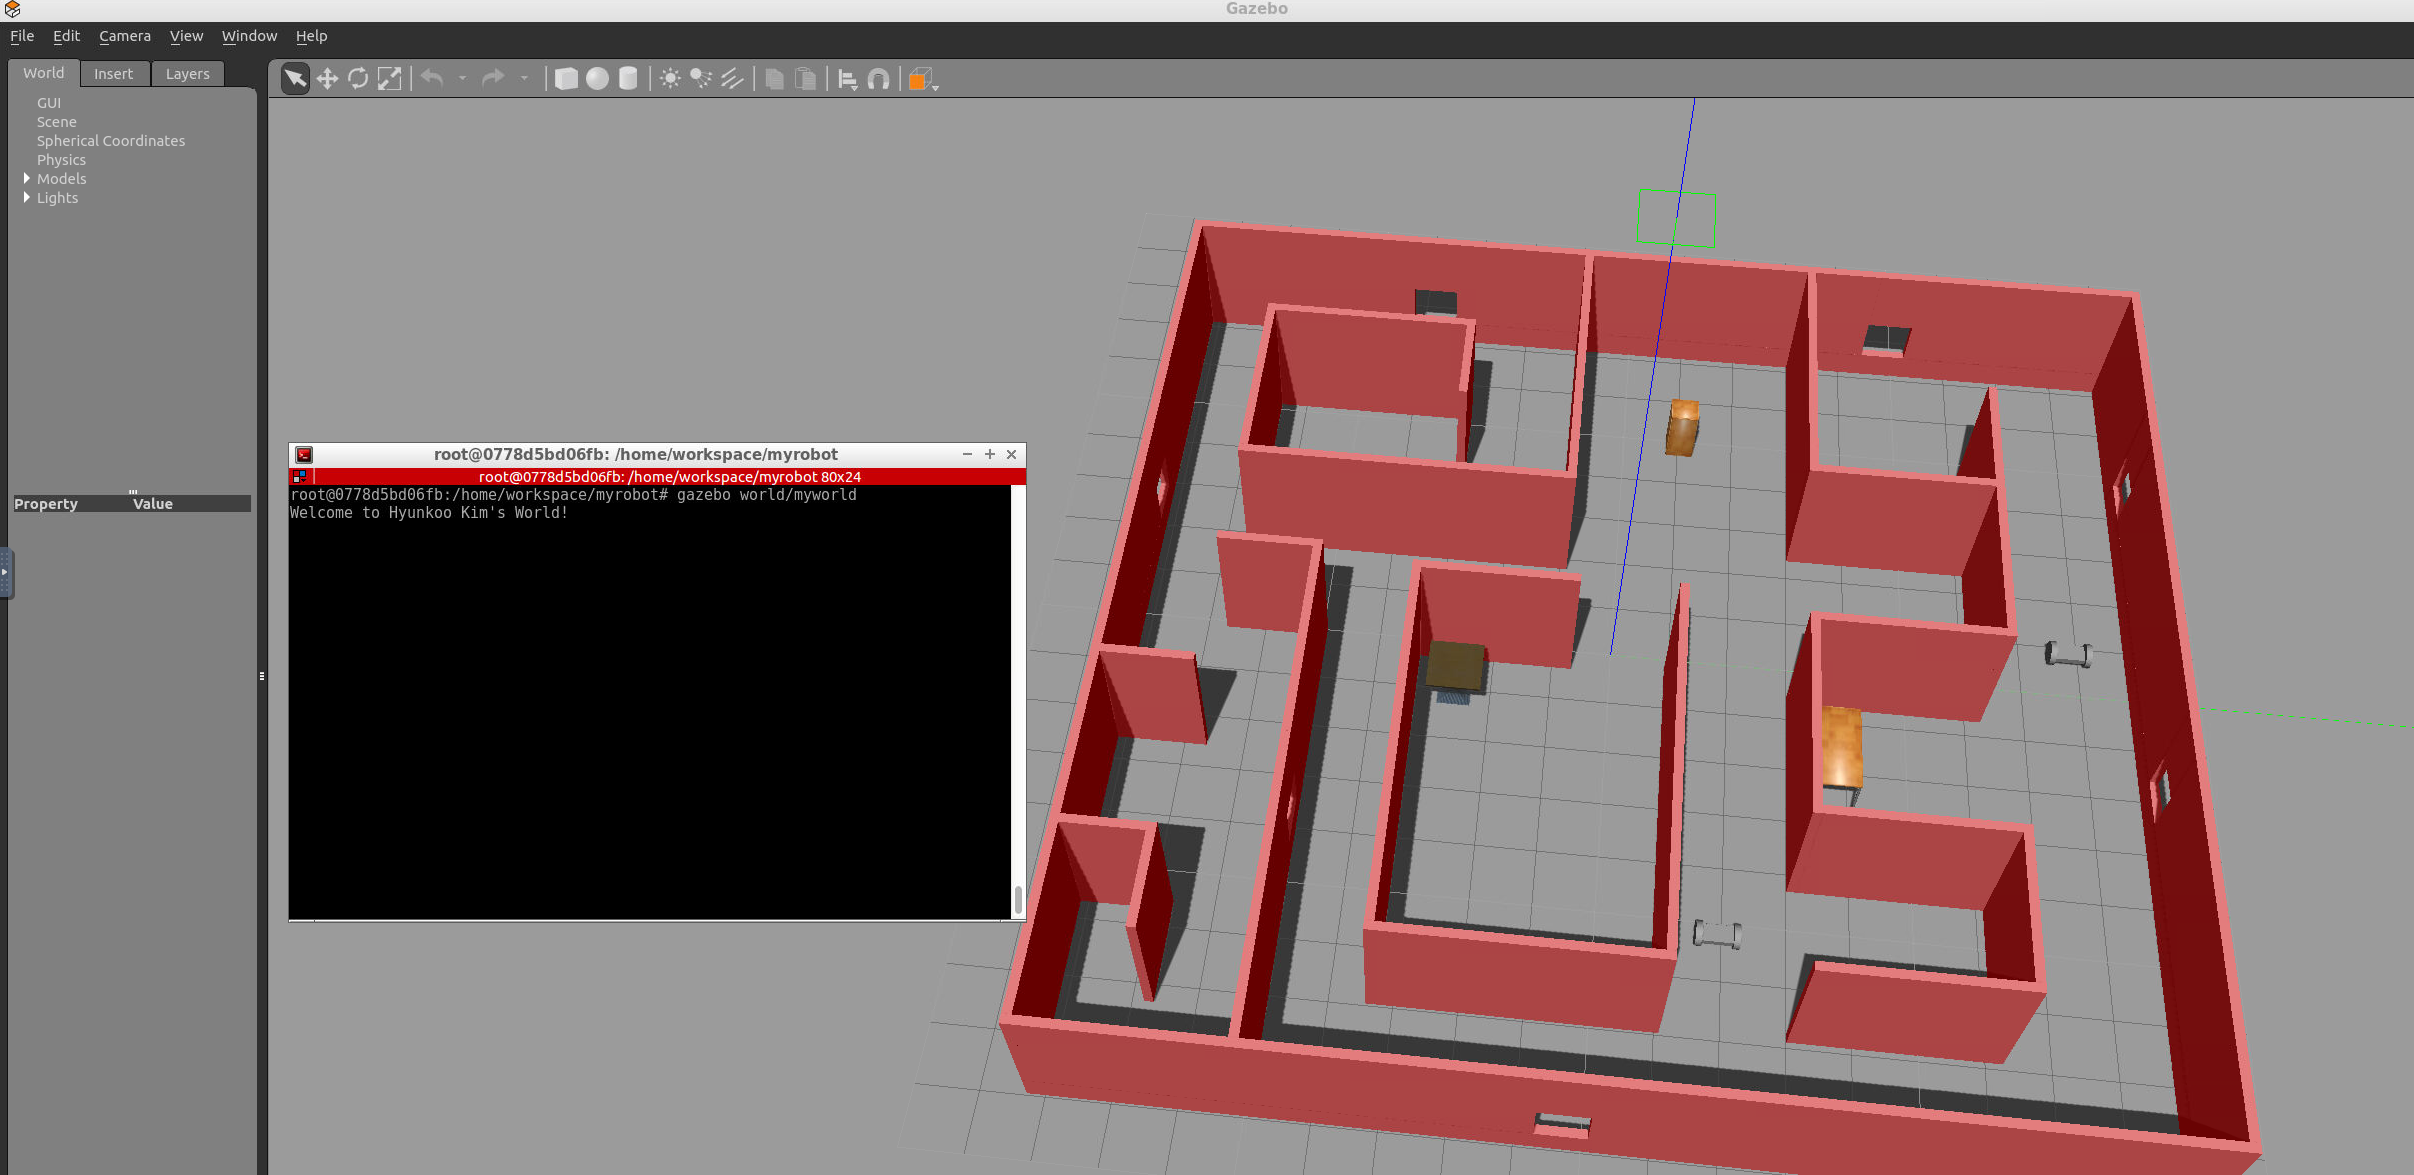 Gazebo
File Edit Camera View Window Help
World Insert Layers
GUI
Scene
Spherical Coordinates
Physics
Models
Lights
Property Value
root@0778d5bd06fb: /home/workspace/myrobot
root@0778d5bd06fb: /home/workspace/myrobot 80x24
root@0778d5bd06fb:/home/workspace/myrobot# gazebo world/myworld
Welcome to Hyunkoo Kim's World!